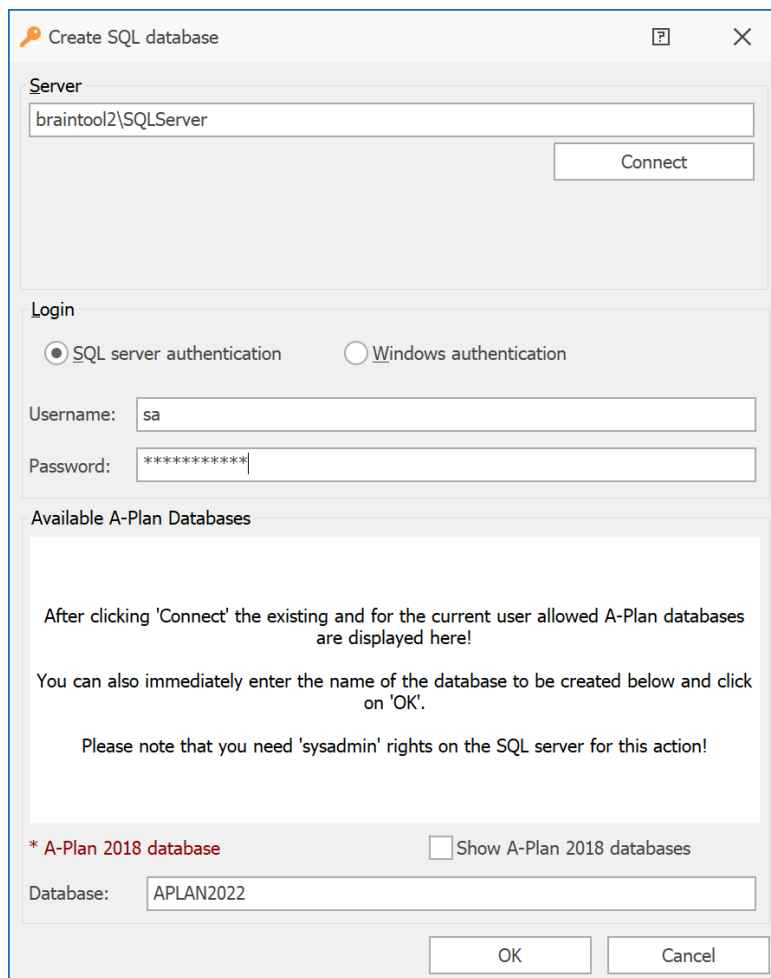 Create SQL database
Server
braintool2\SQLServer
Connect
Login
SQL server authentication
Windows authentication
Username:
sa
Password:
***********
Available A-Plan Databases
After clicking 'Connect' the existing and for the current user allowed A-Plan databases
are displayed here!
You can also immediately enter the name of the database to be created below and click
on 'OK'.
Please note that you need 'sysadmin' rights on the SQL server for this action!
* A-Plan 2018 database
Show A-Plan 2018 databases
Database:
APLAN2022
OK
Cancel